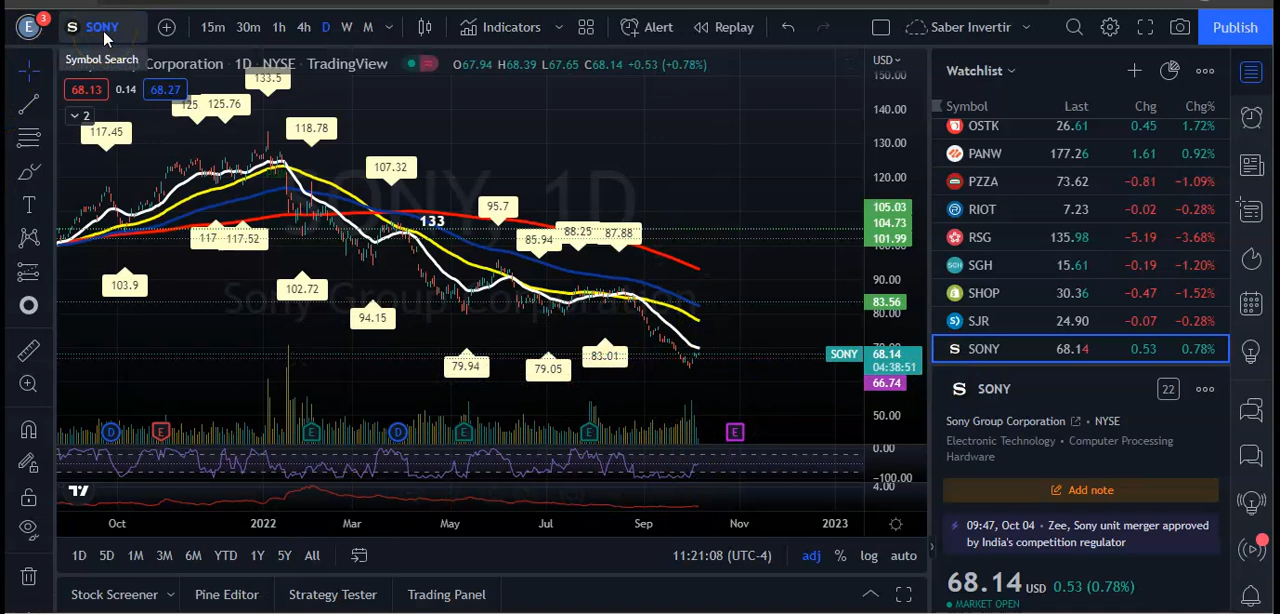 E 3 S SONY 15m 30m 1h 4h D W M Indicators Alert Replay Saber Invertir Publish
Symbol Search
Corporation · 1D · NYSE TradingView O67.94 H68.39 L67.65 C68.14 +0.53 (+0.78%)
68.13 0.14 68.27
2
USD
150.00
140.00
130.00
120.00
105.03
104.73
101.99
90.00
83.56
80.00
SONY 68.14
04:38:51
66.74
50.00
0.00
-100.00
4.00
SONY, 1D
Sony Group Corporation
133.5
125
125.76
117.45
118.78
107.32
133
95.7
117
117.52
85.94
88.25
87.88
103.9
102.72
94.15
79.94
79.05
83.01
D E E D E E E
Oct 2022 Mar May Jul Sep Nov 2023
1D 5D 1M 3M 6M YTD 1Y 5Y All 11:21:08 (UTC-4) adj % log auto
Stock Screener Pine Editor Strategy Tester Trading Panel
Watchlist
Symbol Last Chg Chg%
OSTK 26.61 0.45 1.72%
PANW 177.26 1.61 0.92%
PZZA 73.62 −0.81 −1.09%
RIOT 7.23 −0.02 −0.28%
RSG 135.98 −5.19 −3.68%
SGH 15.61 −0.19 −1.20%
SHOP 30.36 −0.47 −1.52%
SJR 24.90 −0.07 −0.28%
S SONY 68.14 0.53 0.78%
S SONY 22
Sony Group Corporation • NYSE
Electronic Technology • Computer Processing
Hardware
Add note
09:47, Oct 04 • Zee, Sony unit merger approved
by India's competition regulator
68.14 USD 0.53 (0.78%)
MARKET OPEN